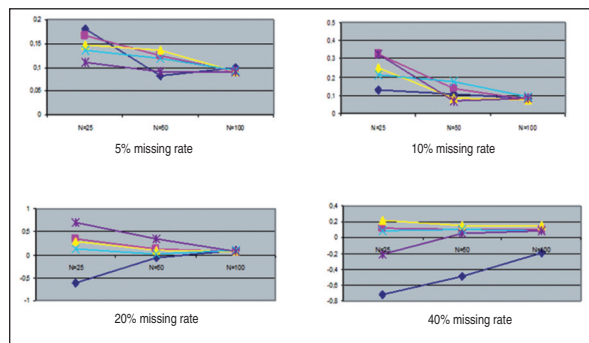 0,2
0,15
0,1
0,05
0
N=25 N=50 N=100
5% missing rate
0,5
0,4
0,3
0,2
0,1
0
N=25 N=50 N=100
10% missing rate
1
0,5
0
-0,5
-1
N=25 N=50 N=100
20% missing rate
0,4
0,2
0
-0,2
-0,4
-0,6
-0,8
N=25 N=50 N=100
40% missing rate